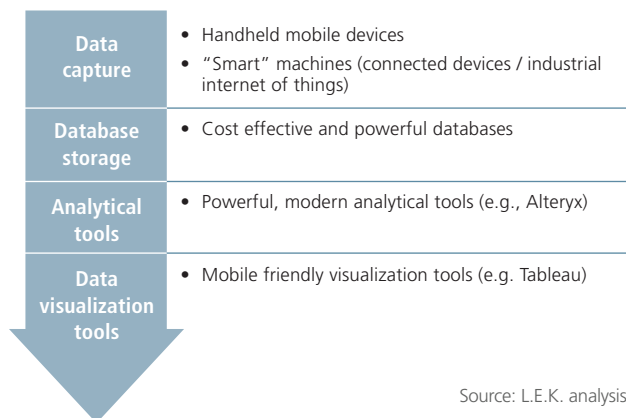 Data
capture
• Handheld mobile devices
• “Smart” machines (connected devices / industrial
internet of things)
Database
storage
• Cost effective and powerful databases
Analytical
tools
• Powerful, modern analytical tools (e.g., Alteryx)
Data
visualization
tools
• Mobile friendly visualization tools (e.g. Tableau)
Source: L.E.K. analysis